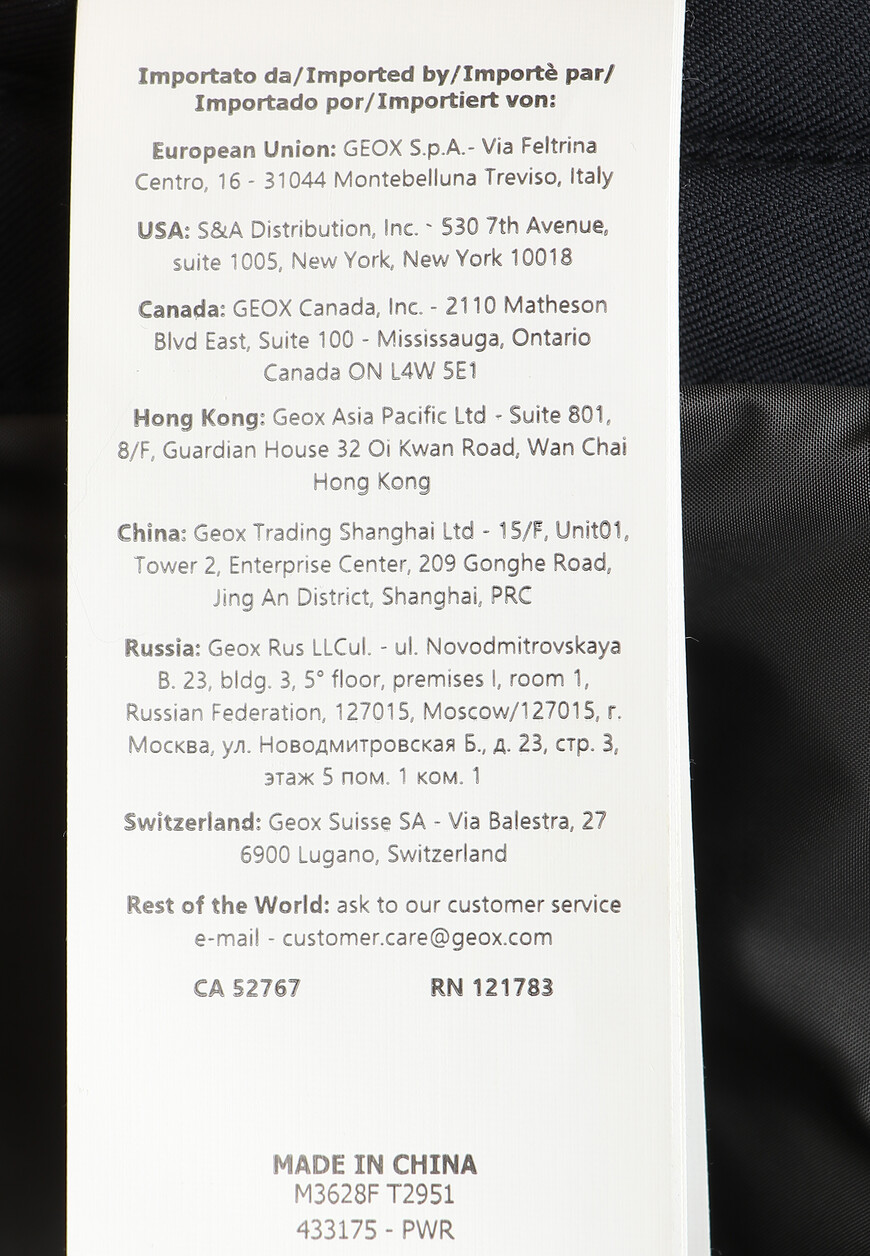 Importato da/Imported by/Importè par/
Importado por/Importiert von:
European Union: GEOX S.p.A.- Via Feltrina
Centro, 16 - 31044 Montebelluna Treviso, Italy
USA: S&A Distribution, Inc. - 530 7th Avenue,
suite 1005, New York, New York 10018
Canada: GEOX Canada, Inc. - 2110 Matheson
Blvd East, Suite 100 - Mississauga, Ontario
Canada ON L4W 5E1
Hong Kong: Geox Asia Pacific Ltd - Suite 801,
8/F, Guardian House 32 Oi Kwan Road, Wan Chai
Hong Kong
China: Geox Trading Shanghai Ltd - 15/F, Unit01,
Tower 2, Enterprise Center, 209 Gonghe Road,
Jing An District, Shanghai, PRC
Russia: Geox Rus LLCul. - ul. Novodmitrovskaya
B. 23, bldg. 3, 5° floor, premises I, room 1,
Russian Federation, 127015, Moscow/127015, г.
Москва, ул. Новодмитровская Б., д. 23, стр. 3,
этаж 5 пом. 1 ком. 1
Switzerland: Geox Suisse SA - Via Balestra, 27
6900 Lugano, Switzerland
Rest of the World: ask to our customer service
e-mail - customer.care@geox.com
CA 52767 RN 121783
MADE IN CHINA
M3628F T2951
433175 - PWR